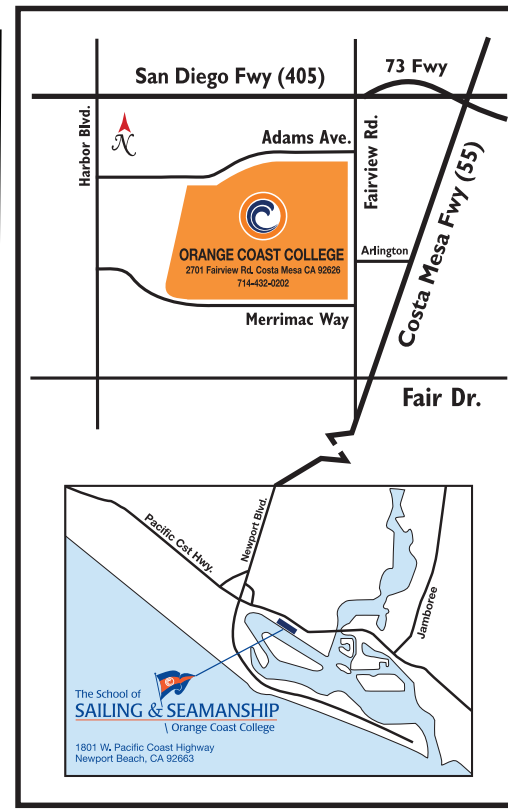 73 Fwy
San Diego Fwy (405)
Harbor Blvd.
N
Adams Ave.
Fairview Rd.
Costa Mesa Fwy (55)
ORANGE COAST COLLEGE
2701 Fairview Rd. Costa Mesa CA 92626
714-432-0202
Arlington
Merrimac Way
Fair Dr.
Pacific Cst Hwy.
Newport Blvd.
Jamboree
The School of
SAILING & SEAMANSHIP
\ Orange Coast College
1801 W. Pacific Coast Highway
Newport Beach, CA 92663